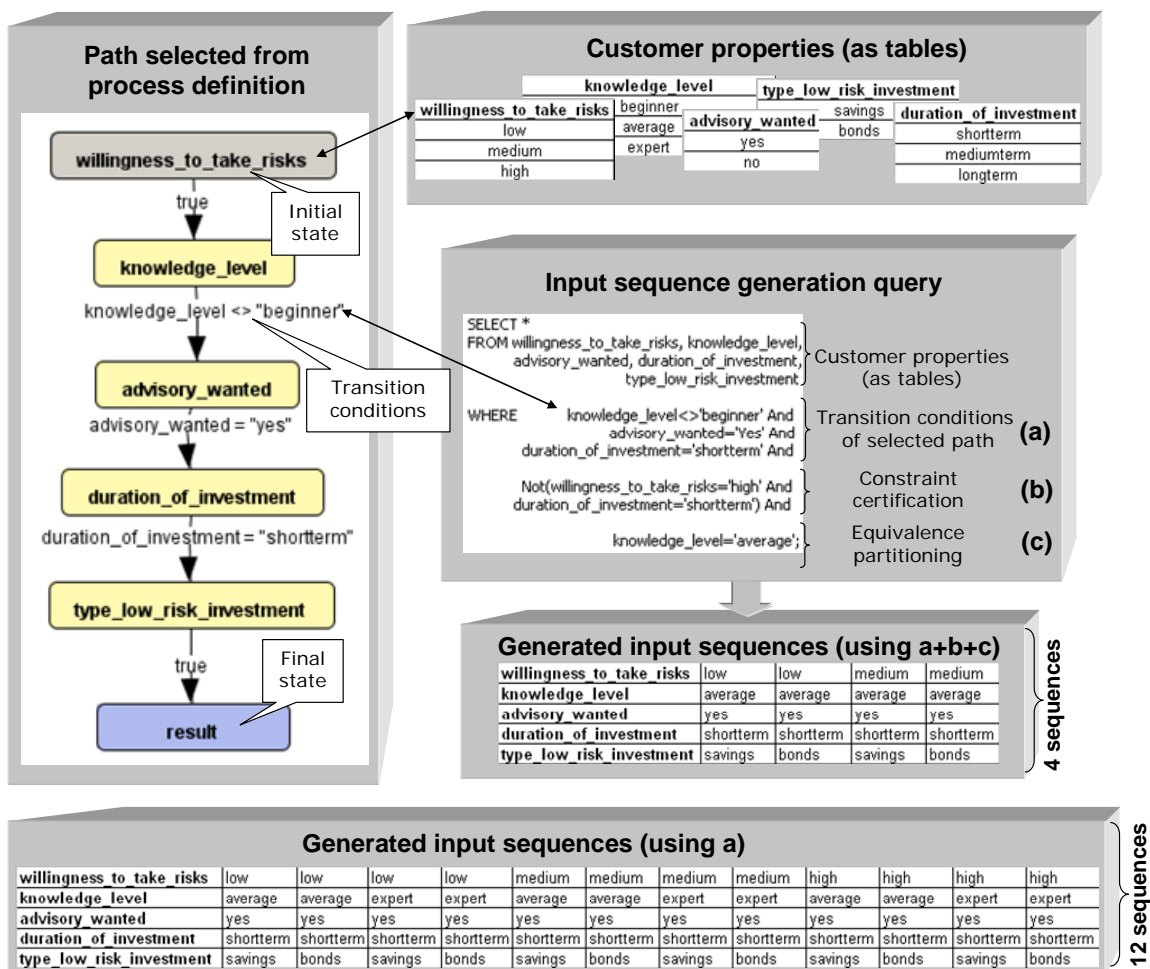 Path selected from
process definition
willingness_to_take_risks
true
Initial
state
knowledge_level
knowledge_level <> "beginner"
Transition
conditions
advisory_wanted
advisory_wanted = "yes"
duration_of_investment
duration_of_investment = "shortterm"
type_low_risk_investment
true
Final
state
result
Customer properties (as tables)
willingness_to_take_risks
low
medium
high
knowledge_level
beginner
average
expert
advisory_wanted
yes
no
type_low_risk_investment
savings
bonds
duration_of_investment
shortterm
mediumterm
longterm
Input sequence generation query
SELECT *
FROM willingness_to_take_risks, knowledge_level,
advisory_wanted, duration_of_investment,
type_low_risk_investment
Customer properties
(as tables)
WHERE knowledge_level<>'beginner' And
advisory_wanted='Yes' And
duration_of_investment='shortterm' And
Transition conditions
of selected path (a)
Not(willingness_to_take_risks='high' And
duration_of_investment='shortterm') And
Constraint
certification (b)
knowledge_level='average';
Equivalence
partitioning (c)
Generated input sequences (using a+b+c)
willingness_to_take_risks low low medium medium
knowledge_level average average average average
advisory_wanted yes yes yes yes
duration_of_investment shortterm shortterm shortterm shortterm
type_low_risk_investment savings bonds savings bonds
4 sequences
Generated input sequences (using a)
willingness_to_take_risks low low low low medium medium medium medium high high high high
knowledge_level average average expert expert average average expert expert average average expert expert
advisory_wanted yes yes yes yes yes yes yes yes yes yes yes yes
duration_of_investment shortterm shortterm shortterm shortterm shortterm shortterm shortterm shortterm shortterm shortterm shortterm shortterm
type_low_risk_investment savings bonds savings bonds savings bonds savings bonds savings bonds savings bonds
12 sequences